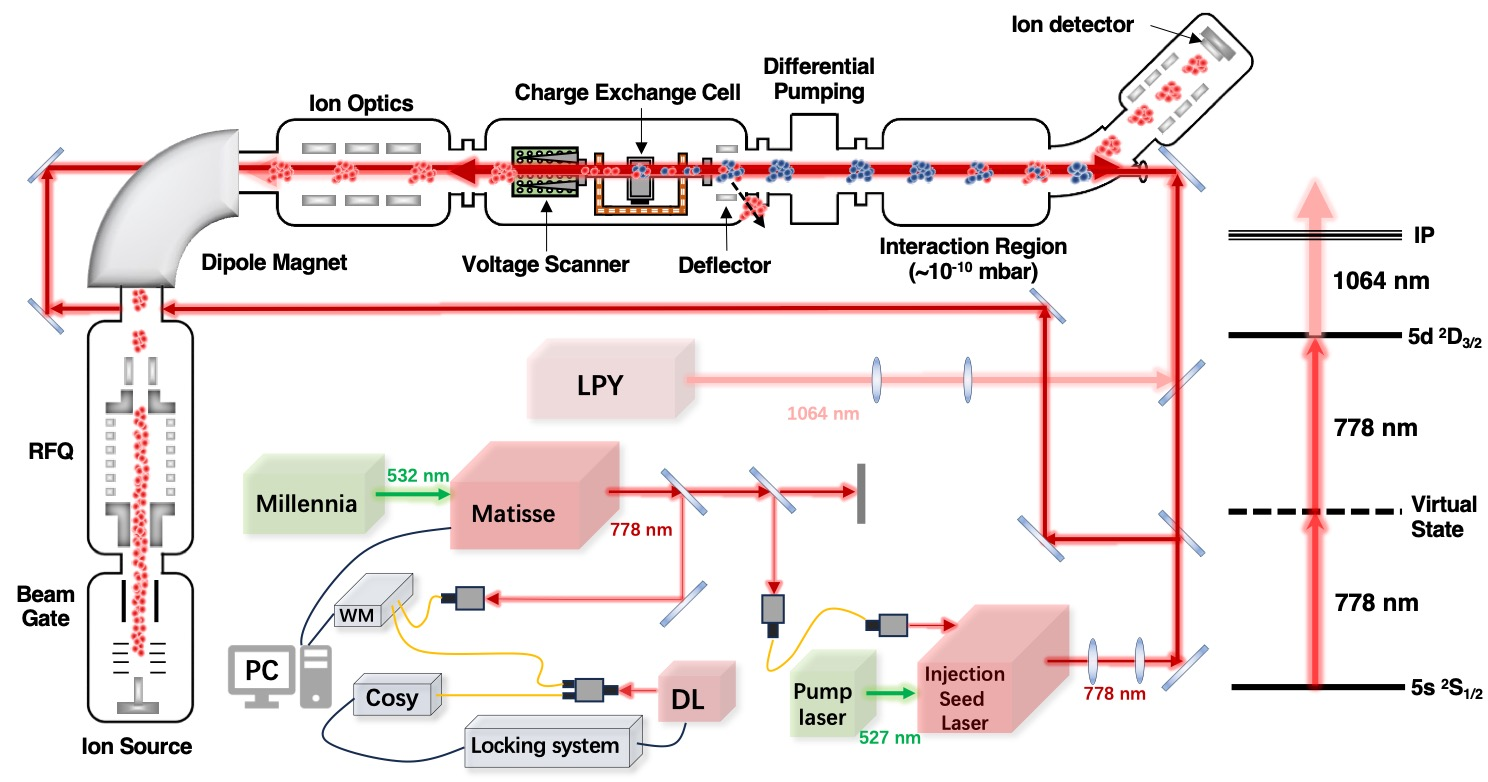 Ion detector
Differential
Pumping
Charge Exchange Cell
Ion Optics
Dipole Magnet
Voltage Scanner
Deflector
Interaction Region
(~10⁻¹⁰ mbar)
IP
1064 nm
5d ²D₃/₂
778 nm
Virtual
State
778 nm
5s ²S₁/₂
LPY
1064 nm
RFQ
Millennia
532 nm
Matisse
778 nm
Beam
Gate
WM
PC
Cosy
DL
Locking system
Pump
laser
527 nm
Injection
Seed
Laser
778 nm
Ion Source